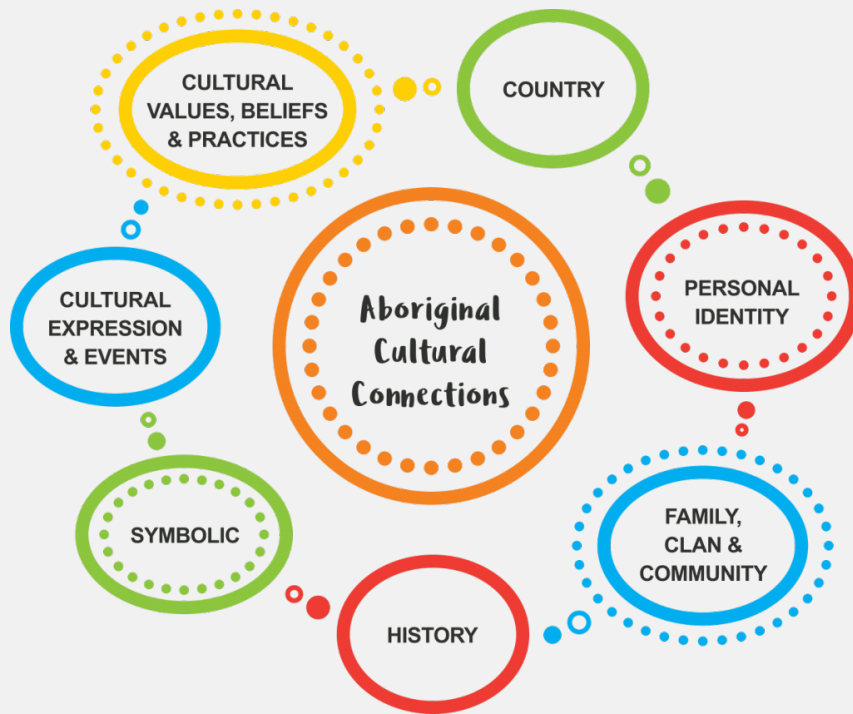 CULTURAL
VALUES, BELIEFS
& PRACTICES
COUNTRY
PERSONAL
IDENTITY
FAMILY,
CLAN &
COMMUNITY
HISTORY
SYMBOLIC
CULTURAL
EXPRESSION
& EVENTS
Aboriginal
Cultural
Connections